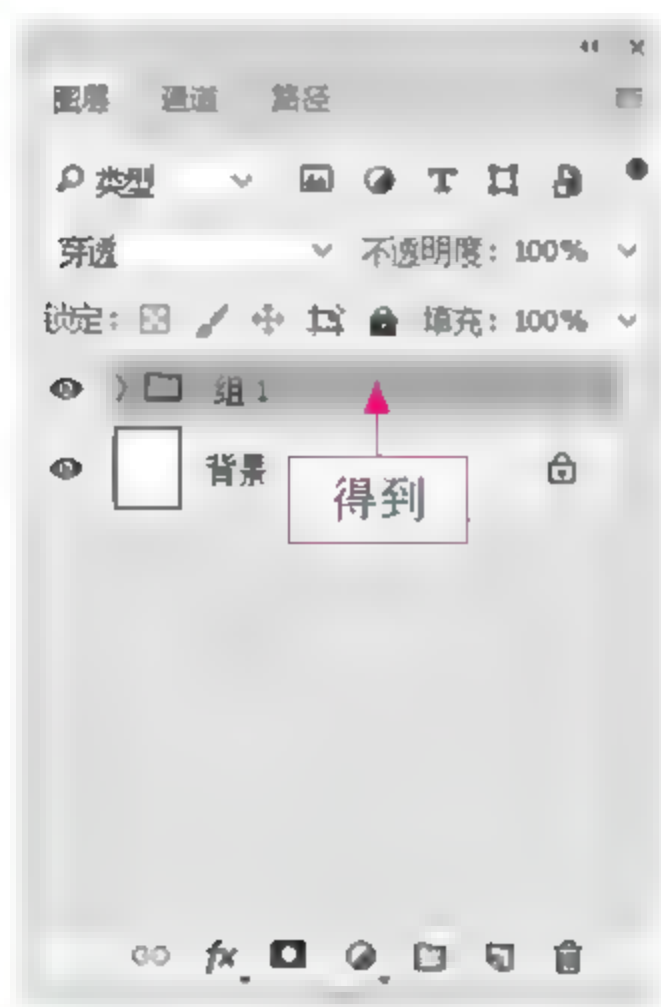 图层 通道 路径
类型
穿透 不透明度: 100%
锁定: 填充: 100%
组 1
背景
得到
fx